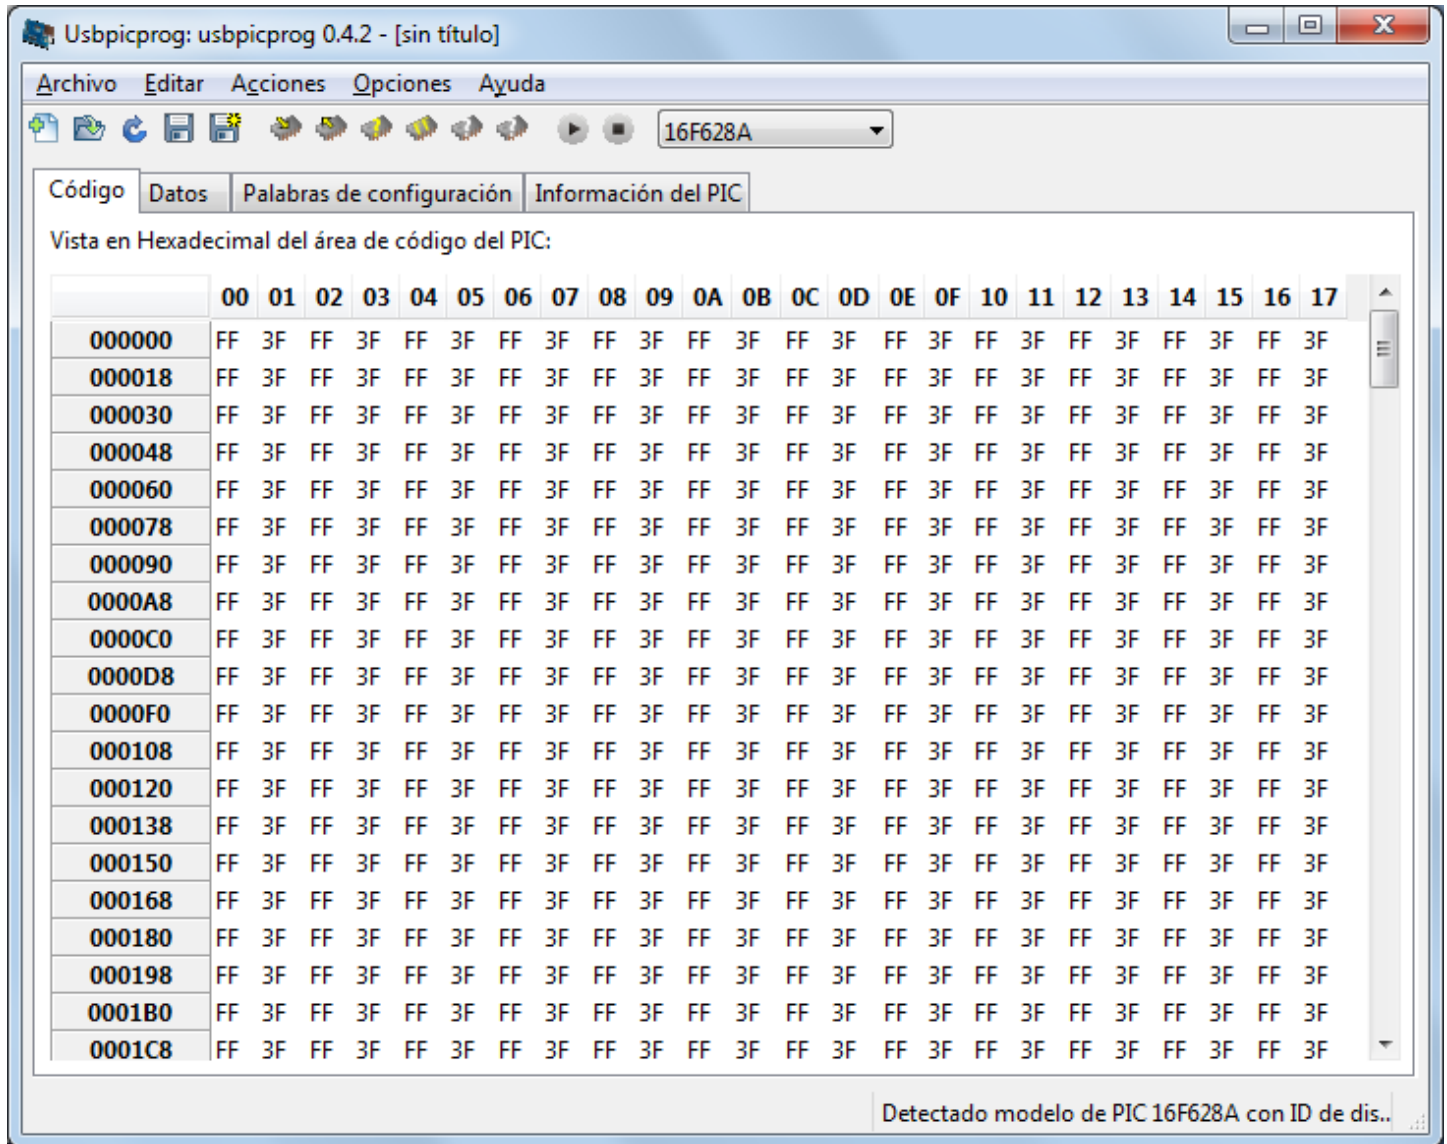 Usbpicprog: usbpicprog 0.4.2 - [sin título]
Archivo Editar Acciones Opciones Ayuda
16F628A
Código Datos Palabras de configuración Información del PIC
Vista en Hexadecimal del área de código del PIC:
00 01 02 03 04 05 06 07 08 09 0A 0B 0C 0D 0E 0F 10 11 12 13 14 15 16 17
000000 FF 3F FF 3F FF 3F FF 3F FF 3F FF 3F FF 3F FF 3F FF 3F FF 3F FF 3F FF 3F
000018 FF 3F FF 3F FF 3F FF 3F FF 3F FF 3F FF 3F FF 3F FF 3F FF 3F FF 3F FF 3F
000030 FF 3F FF 3F FF 3F FF 3F FF 3F FF 3F FF 3F FF 3F FF 3F FF 3F FF 3F FF 3F
000048 FF 3F FF 3F FF 3F FF 3F FF 3F FF 3F FF 3F FF 3F FF 3F FF 3F FF 3F FF 3F
000060 FF 3F FF 3F FF 3F FF 3F FF 3F FF 3F FF 3F FF 3F FF 3F FF 3F FF 3F FF 3F
000078 FF 3F FF 3F FF 3F FF 3F FF 3F FF 3F FF 3F FF 3F FF 3F FF 3F FF 3F FF 3F
000090 FF 3F FF 3F FF 3F FF 3F FF 3F FF 3F FF 3F FF 3F FF 3F FF 3F FF 3F FF 3F
0000A8 FF 3F FF 3F FF 3F FF 3F FF 3F FF 3F FF 3F FF 3F FF 3F FF 3F FF 3F FF 3F
0000C0 FF 3F FF 3F FF 3F FF 3F FF 3F FF 3F FF 3F FF 3F FF 3F FF 3F FF 3F FF 3F
0000D8 FF 3F FF 3F FF 3F FF 3F FF 3F FF 3F FF 3F FF 3F FF 3F FF 3F FF 3F FF 3F
0000F0 FF 3F FF 3F FF 3F FF 3F FF 3F FF 3F FF 3F FF 3F FF 3F FF 3F FF 3F FF 3F
000108 FF 3F FF 3F FF 3F FF 3F FF 3F FF 3F FF 3F FF 3F FF 3F FF 3F FF 3F FF 3F
000120 FF 3F FF 3F FF 3F FF 3F FF 3F FF 3F FF 3F FF 3F FF 3F FF 3F FF 3F FF 3F
000138 FF 3F FF 3F FF 3F FF 3F FF 3F FF 3F FF 3F FF 3F FF 3F FF 3F FF 3F FF 3F
000150 FF 3F FF 3F FF 3F FF 3F FF 3F FF 3F FF 3F FF 3F FF 3F FF 3F FF 3F FF 3F
000168 FF 3F FF 3F FF 3F FF 3F FF 3F FF 3F FF 3F FF 3F FF 3F FF 3F FF 3F FF 3F
000180 FF 3F FF 3F FF 3F FF 3F FF 3F FF 3F FF 3F FF 3F FF 3F FF 3F FF 3F FF 3F
000198 FF 3F FF 3F FF 3F FF 3F FF 3F FF 3F FF 3F FF 3F FF 3F FF 3F FF 3F FF 3F
0001B0 FF 3F FF 3F FF 3F FF 3F FF 3F FF 3F FF 3F FF 3F FF 3F FF 3F FF 3F FF 3F
0001C8 FF 3F FF 3F FF 3F FF 3F FF 3F FF 3F FF 3F FF 3F FF 3F FF 3F FF 3F FF 3F
Detectado modelo de PIC 16F628A con ID de dis..